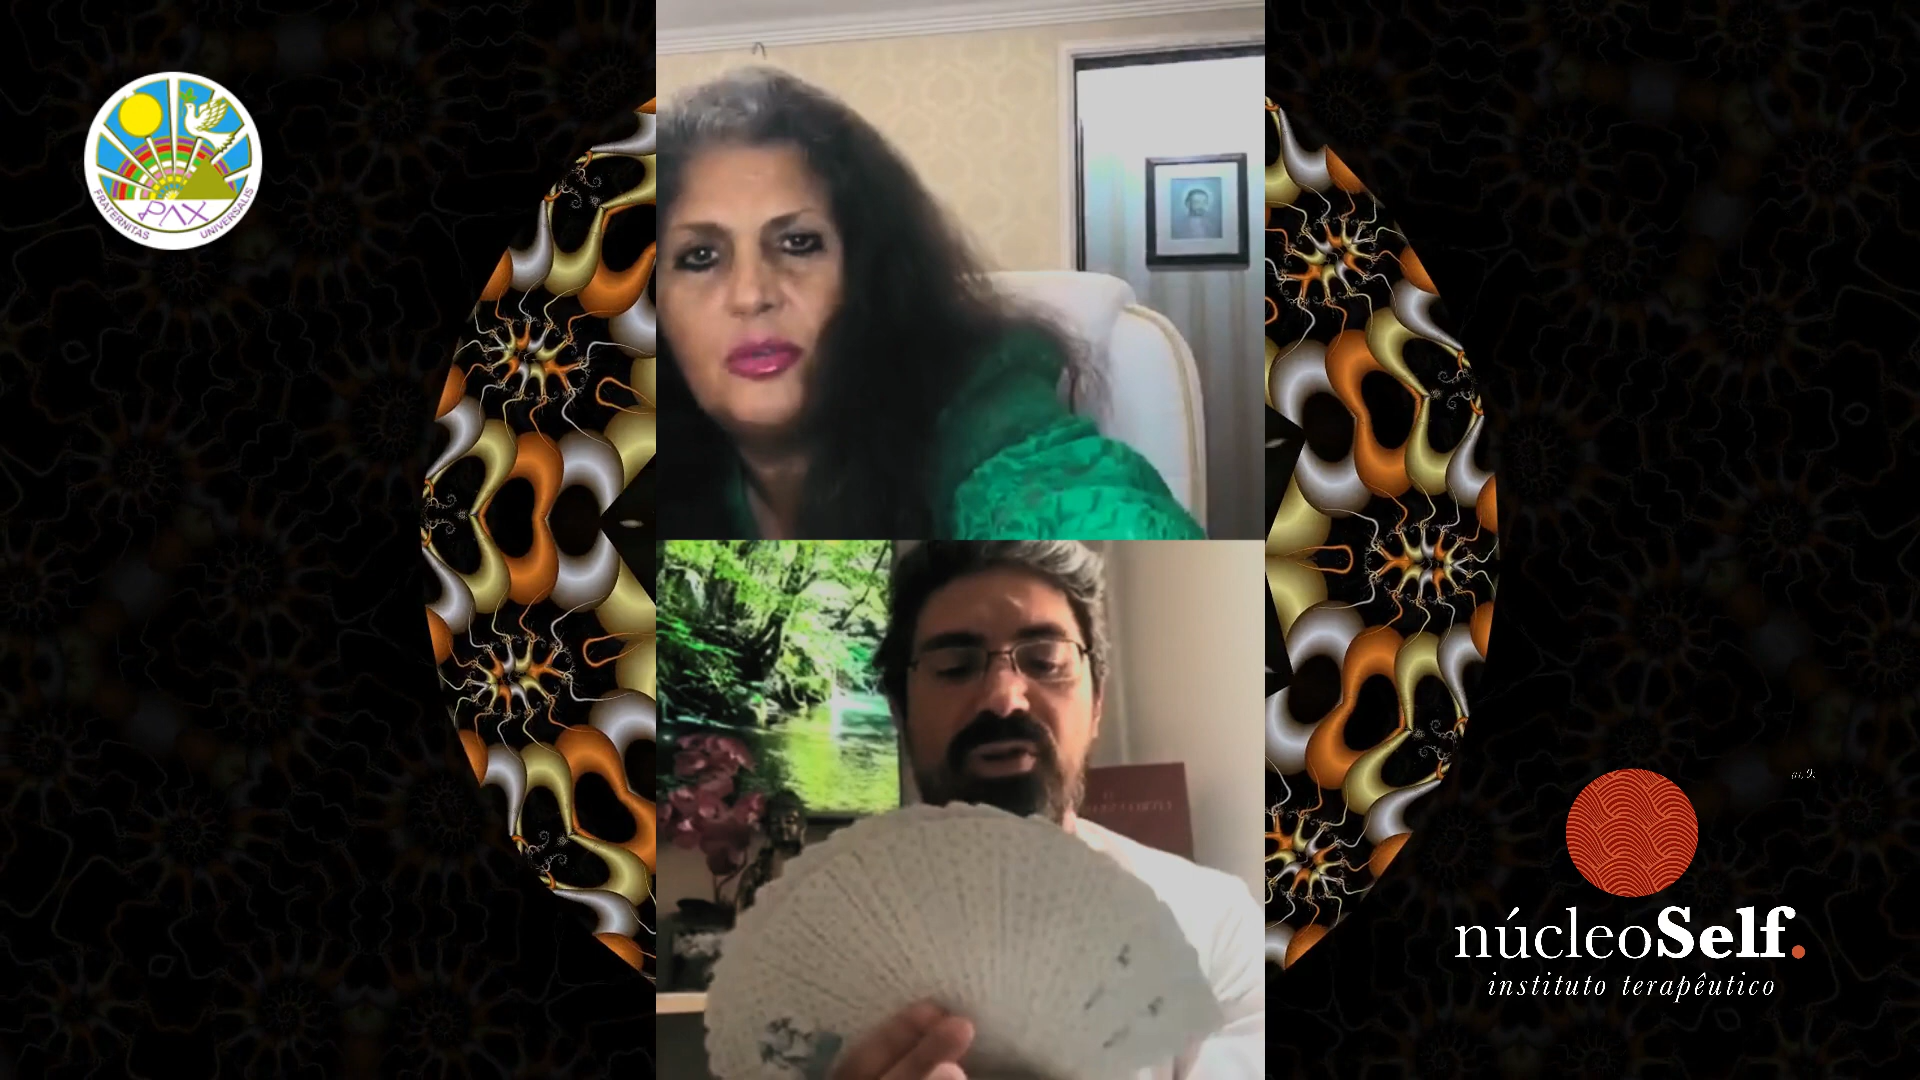 FRATERNITAS
PAX
UNIVERSALIS
núcleoSelf.
instituto terapêutico